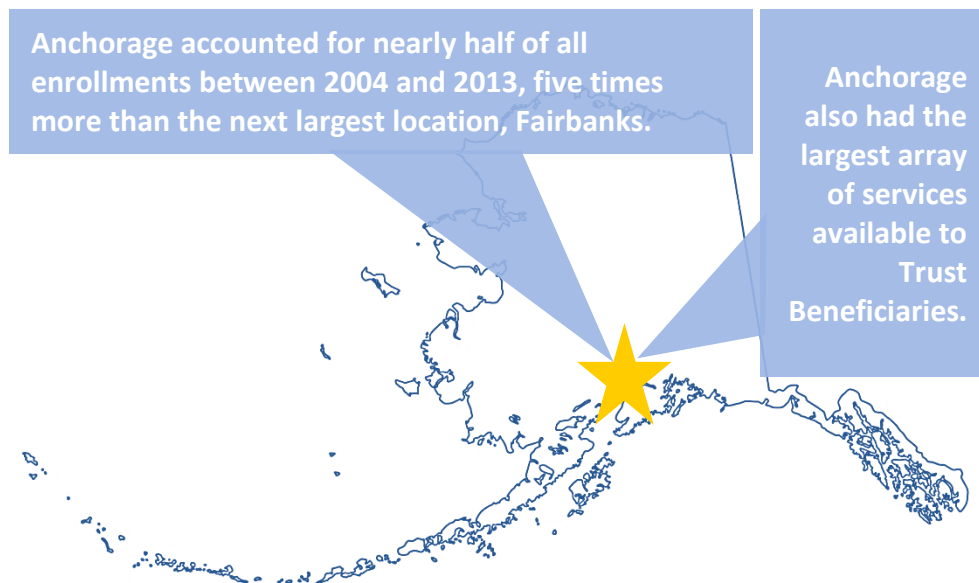 Anchorage accounted for nearly half of all
enrollments between 2004 and 2013, five times
more than the next largest location, Fairbanks.
Anchorage
also had the
largest array
of services
available to
Trust
Beneficiaries.